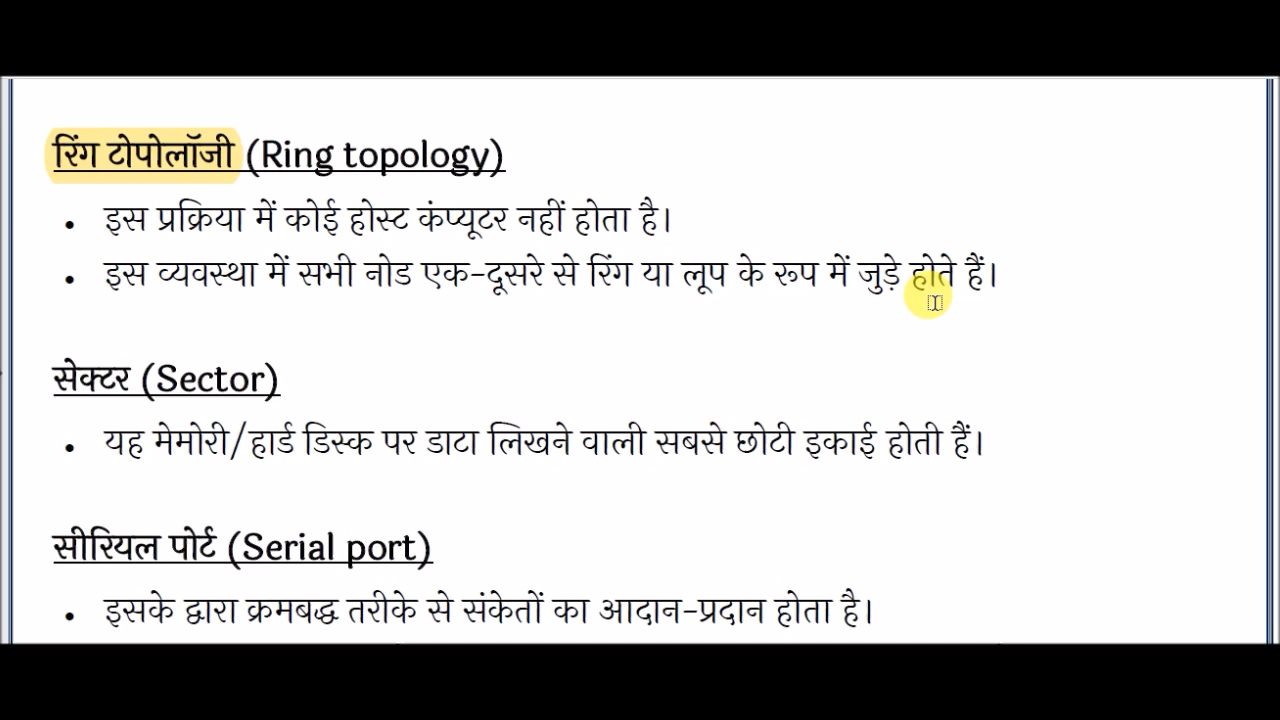 रिंग टोपोलॉजी (Ring topology)
• इस प्रक्रिया में कोई होस्ट कंप्यूटर नहीं होता है।
• इस व्यवस्था में सभी नोड एक-दूसरे से रिंग या लूप के रूप में जुड़े होते हैं।
सेक्टर (Sector)
• यह मेमोरी/हार्ड डिस्क पर डाटा लिखने वाली सबसे छोटी इकाई होती हैं।
सीरियल पोर्ट (Serial port)
• इसके द्वारा क्रमबद्ध तरीके से संकेतों का आदान-प्रदान होता है।